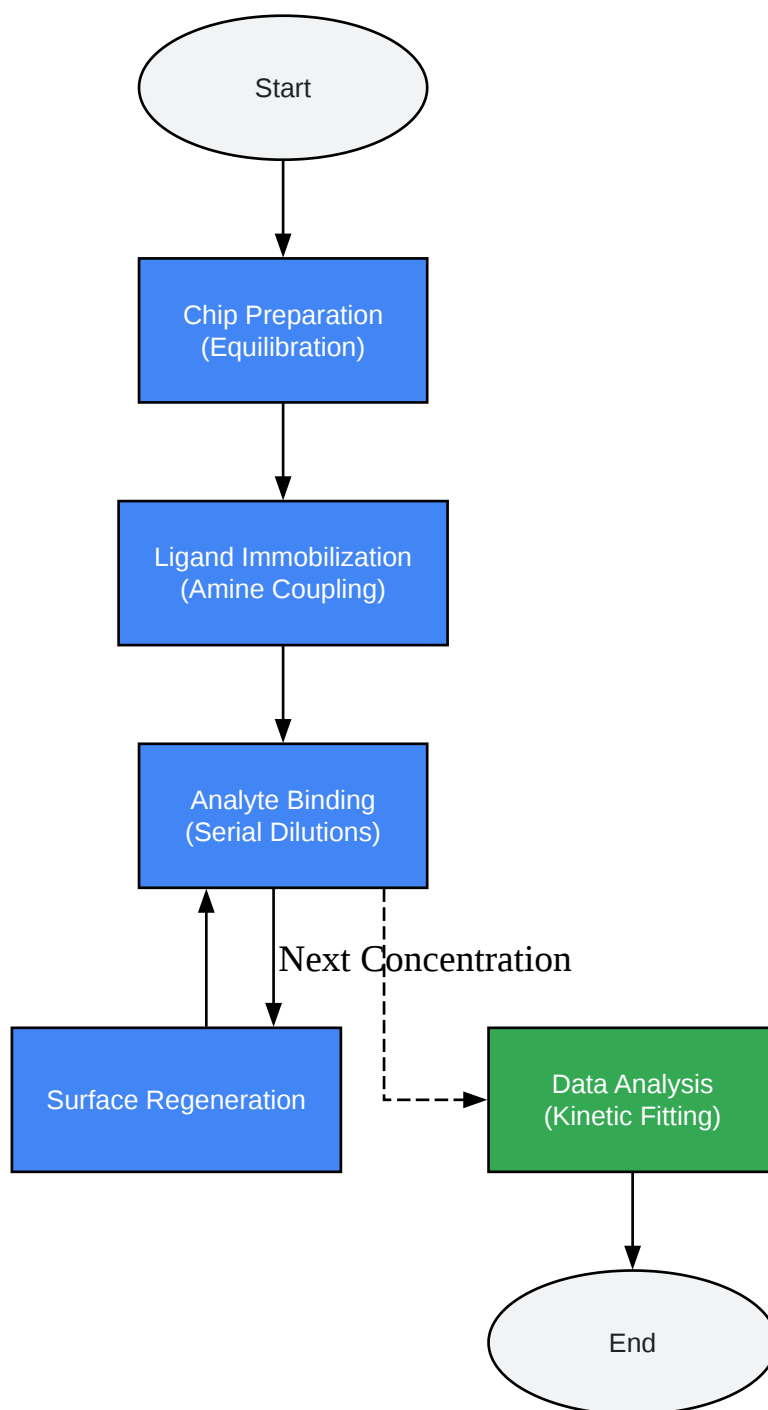 Start
Chip Preparation
(Equilibration)
Ligand Immobilization
(Amine Coupling)
Analyte Binding
(Serial Dilutions)
Next Concentration
Surface Regeneration
Data Analysis
(Kinetic Fitting)
End